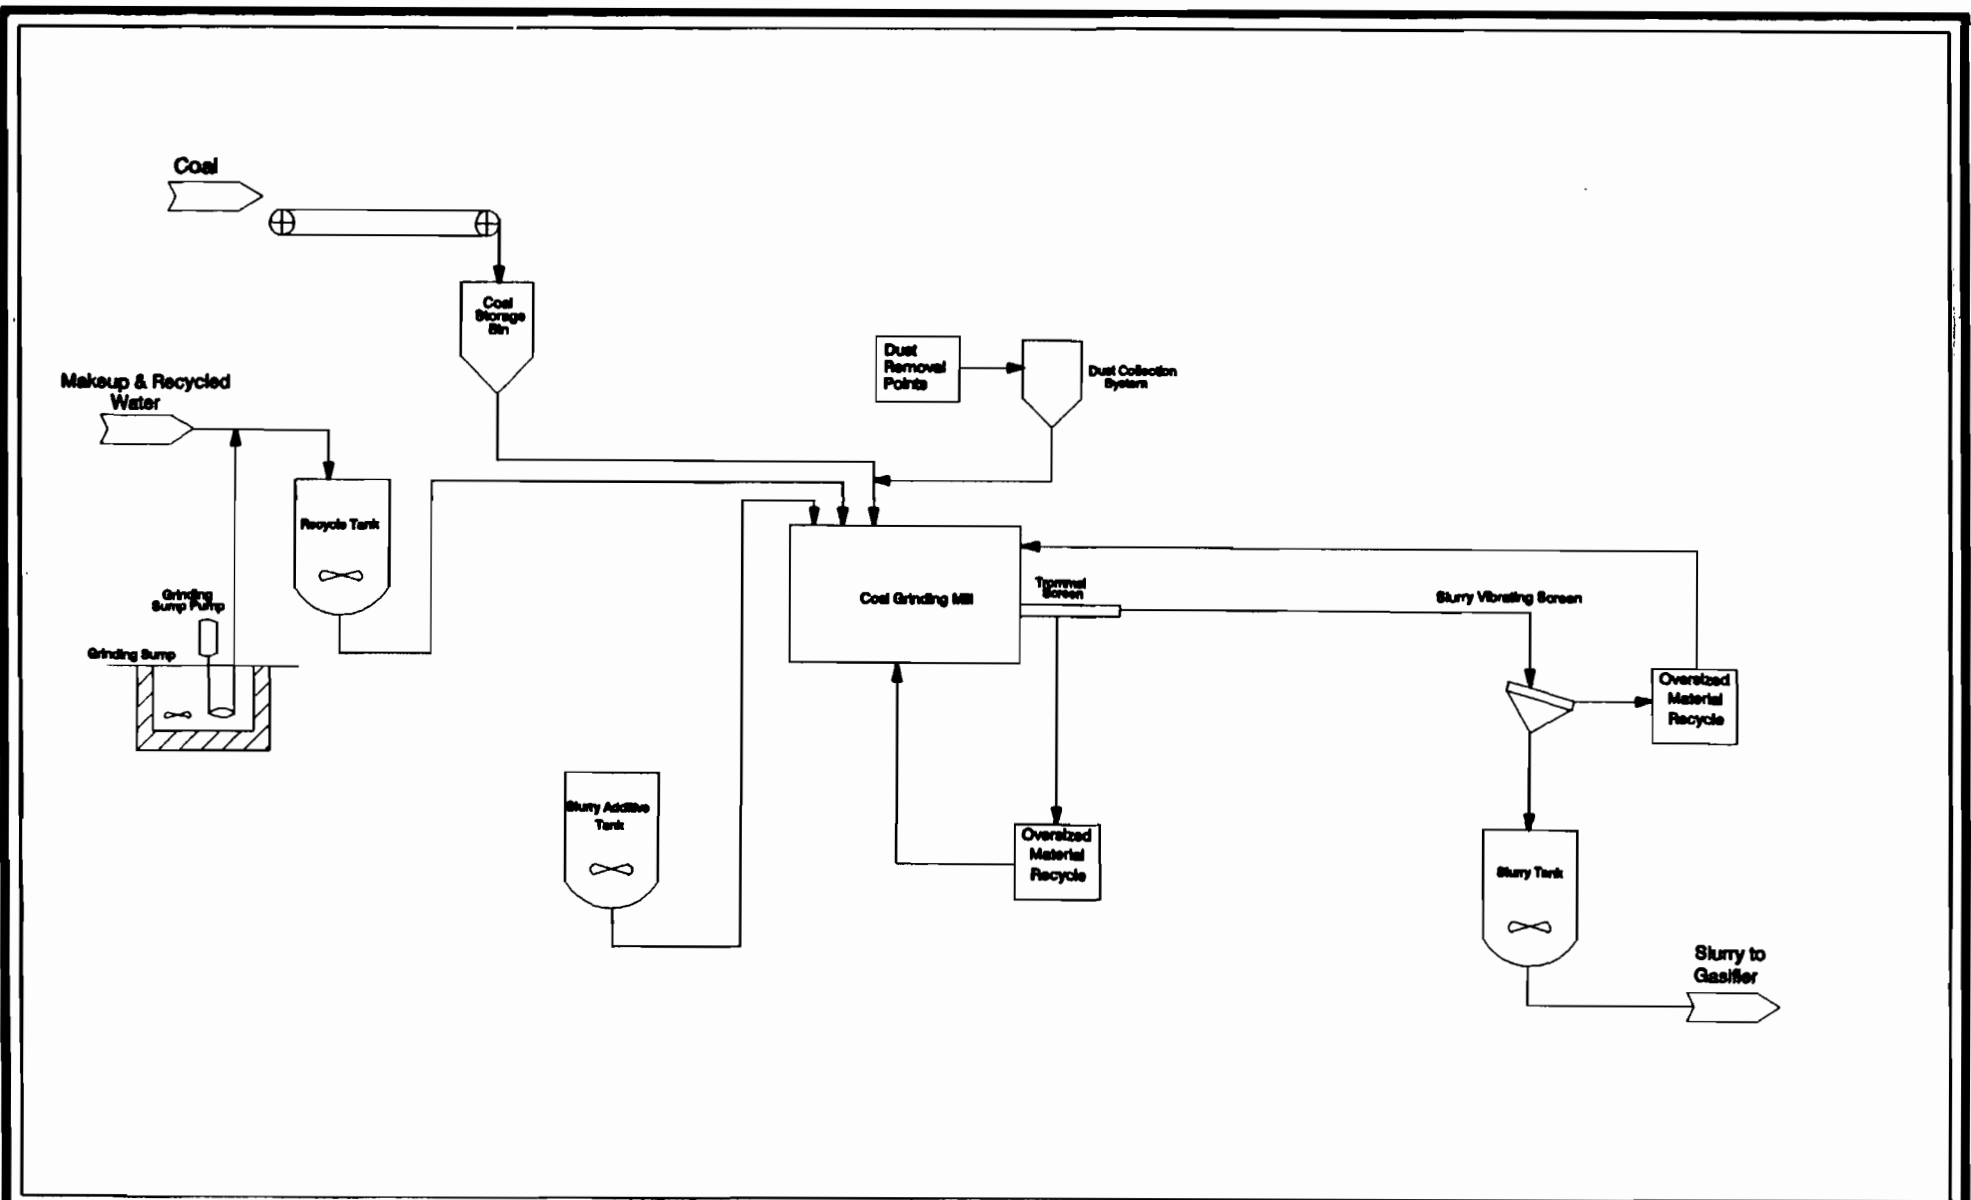 Coal
Coal
Storage
Bin
Makeup & Recycled
Water
Dust
Removal
Points
Dust Collection
System
Recycle Tank
Grinding
Sump Pump
Grinding Sump
Coal Grinding Mill
Trommel
Screen
Slurry Vibrating Screen
Oversized
Material
Recycle
Slurry Additive
Tank
Oversized
Material
Recycle
Slurry Tank
Slurry to
Gasifier